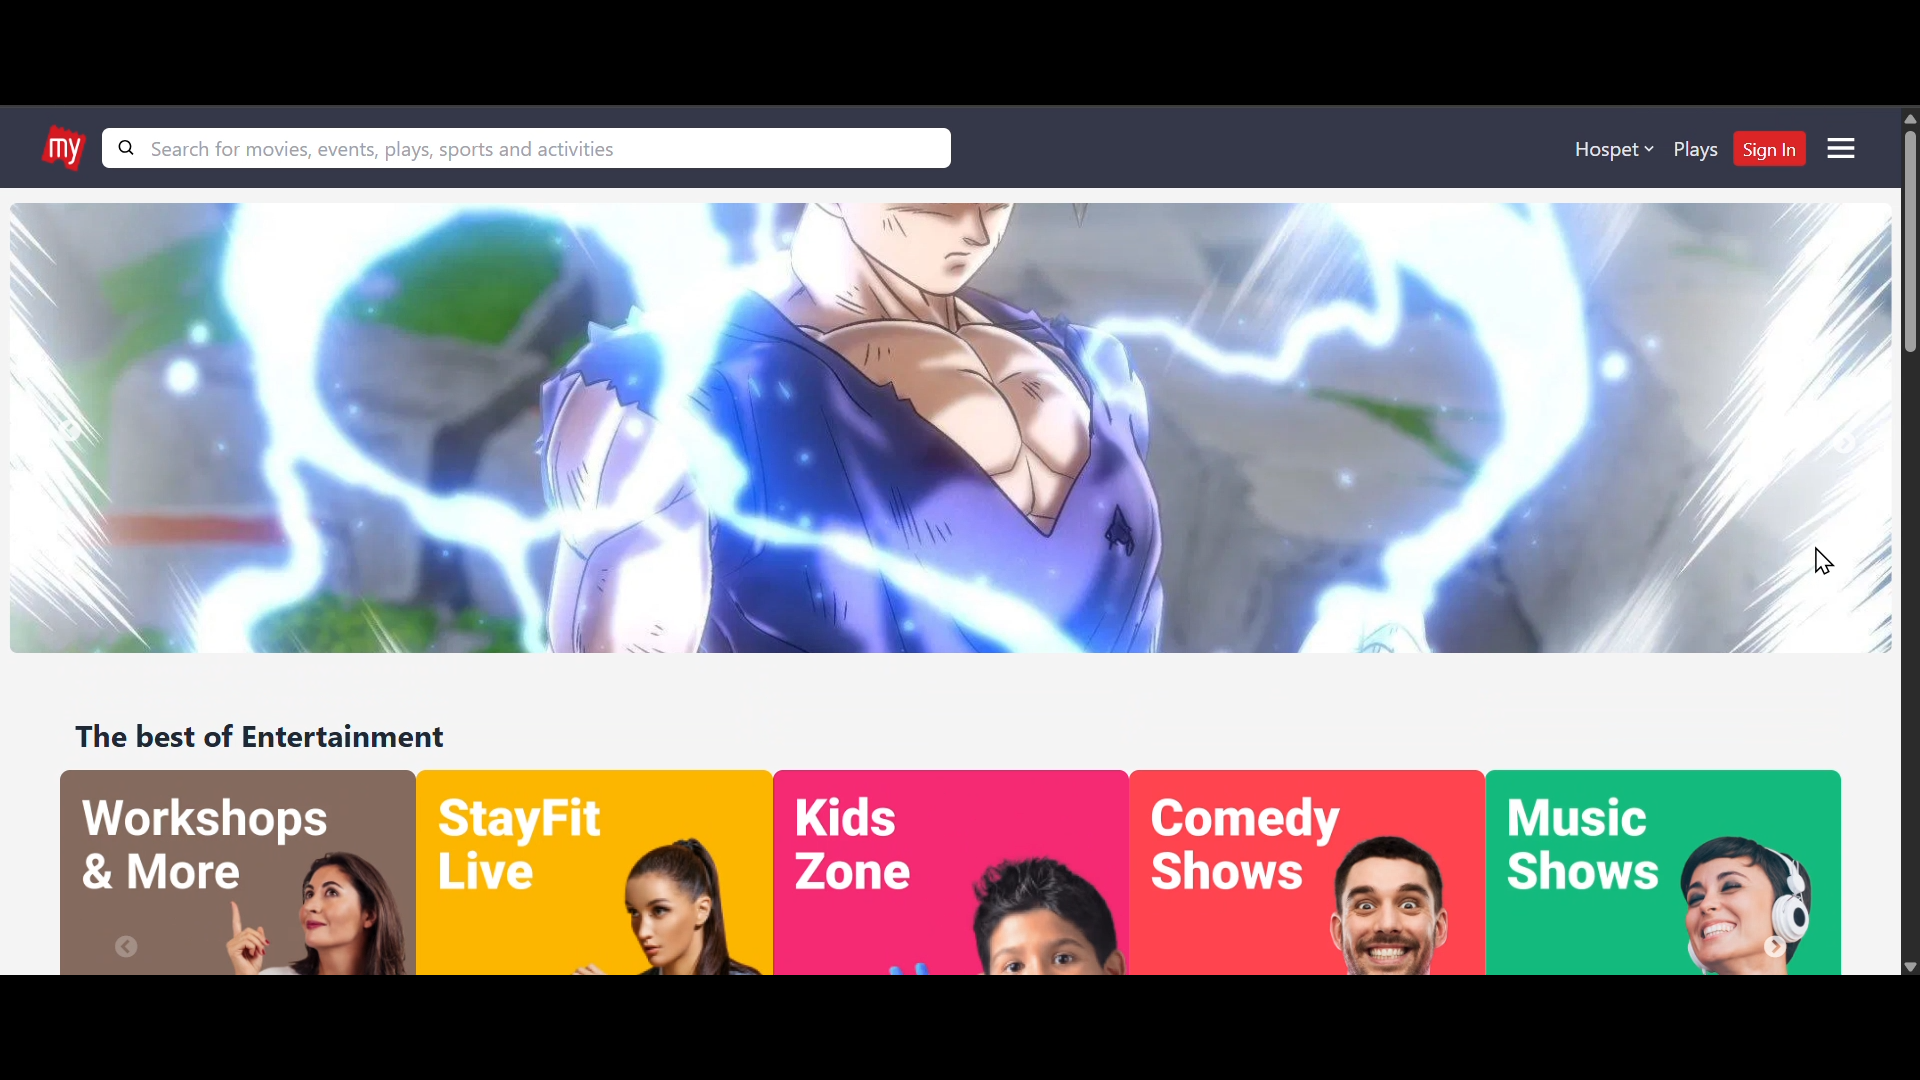 my
Search for movies, events, plays, sports and activities
Hospet
Plays
Sign In
The best of Entertainment
Workshops
& More
StayFit
Live
Kids
Zone
Comedy
Shows
Music
Shows